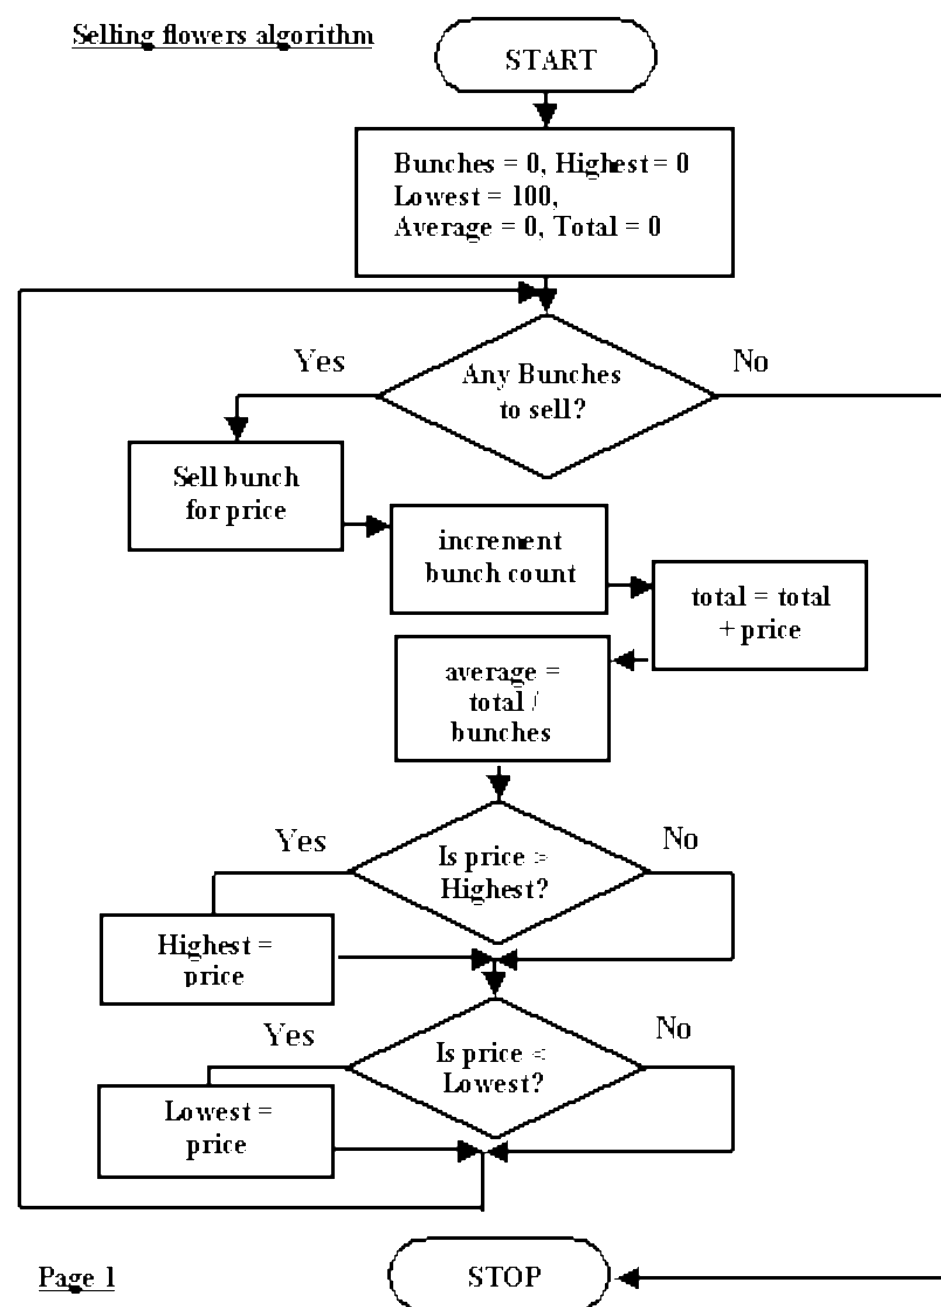 Selling flowers algorithm
START
Bunches = 0, Highest = 0
Lowest = 100,
Average = 0, Total = 0
Yes
Any Bunches
to sell?
No
Sell bunch
for price
increment
bunch count
total = total
+ price
average =
total /
bunches
Yes
Is price >
Highest?
No
Highest =
price
Yes
Is price <
Lowest?
No
Lowest =
price
Page 1
STOP